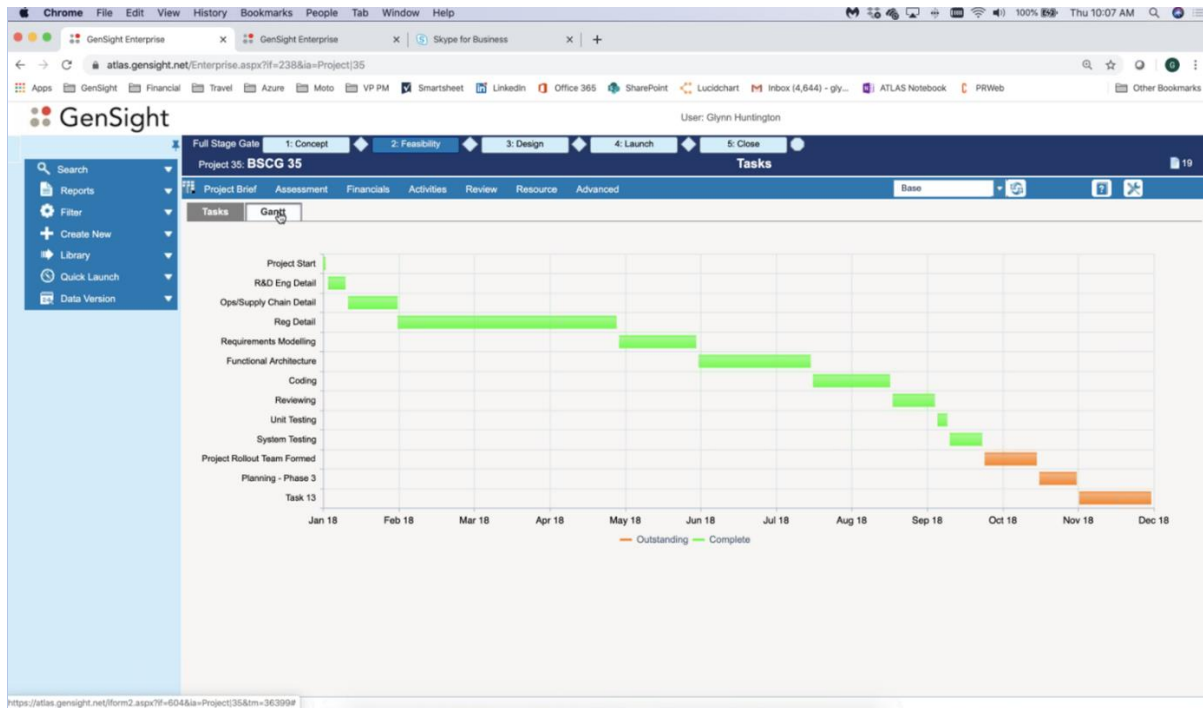 Chrome File Edit View History Bookmarks People Tab Window Help 100% Thu 10:07 AM
GenSight Enterprise × GenSight Enterprise × Skype for Business × +
atlas.gensight.net/Enterprise.aspx?if=238&ia=Project|35
Apps GenSight Financial Travel Azure Moto VP PM Smartsheet LinkedIn Office 365 SharePoint Lucidchart Inbox (4,644) - gly... ATLAS Notebook PRWeb Other Bookmarks
GenSight User: Glynn Huntington
Full Stage Gate 1: Concept 2: Feasibility 3: Design 4: Launch 5: Close
Project 35: BSCG 35 Tasks 19
Search
Reports
Filter
Create New
Library
Quick Launch
Data Version
Project Brief Assessment Financials Activities Review Resource Advanced Base
Tasks Gantt
Project Start
R&D Eng Detail
Ops/Supply Chain Detail
Reg Detail
Requirements Modelling
Functional Architecture
Coding
Reviewing
Unit Testing
System Testing
Project Rollout Team Formed
Planning - Phase 3
Task 13
Jan 18 Feb 18 Mar 18 Apr 18 May 18 Jun 18 Jul 18 Aug 18 Sep 18 Oct 18 Nov 18 Dec 18
Outstanding Complete
https://atlas.gensight.net/Iform2.aspx?if=604&ia=Project|35&tm=36399#